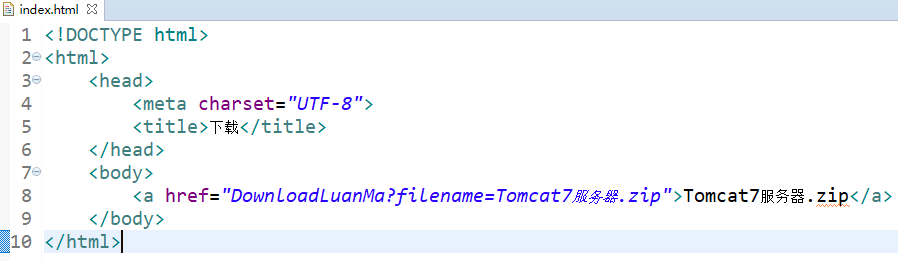 index.html
1 <!DOCTYPE html>
2 <html>
3 <head>
4 <meta charset="UTF-8">
5 <title>下载</title>
6 </head>
7 <body>
8 <a href="DownloadLuanMa?filename=Tomcat7服务器.zip">Tomcat7服务器.zip</a>
9 </body>
10 </html>